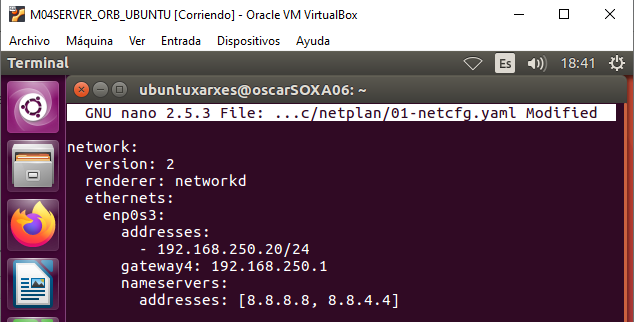 M04SERVER_ORB_UBUNTU [Corriendo] - Oracle VM VirtualBox
Archivo Máquina Ver Entrada Dispositivos Ayuda
Terminal Es 18:41
ubuntuxarxes@oscarSOXA06: ~
GNU nano 2.5.3 File: ...c/netplan/01-netcfg.yaml Modified
network:
  version: 2
  renderer: networkd
  ethernets:
    enp0s3:
      addresses:
        - 192.168.250.20/24
      gateway4: 192.168.250.1
      nameservers:
        addresses: [8.8.8.8, 8.8.4.4]